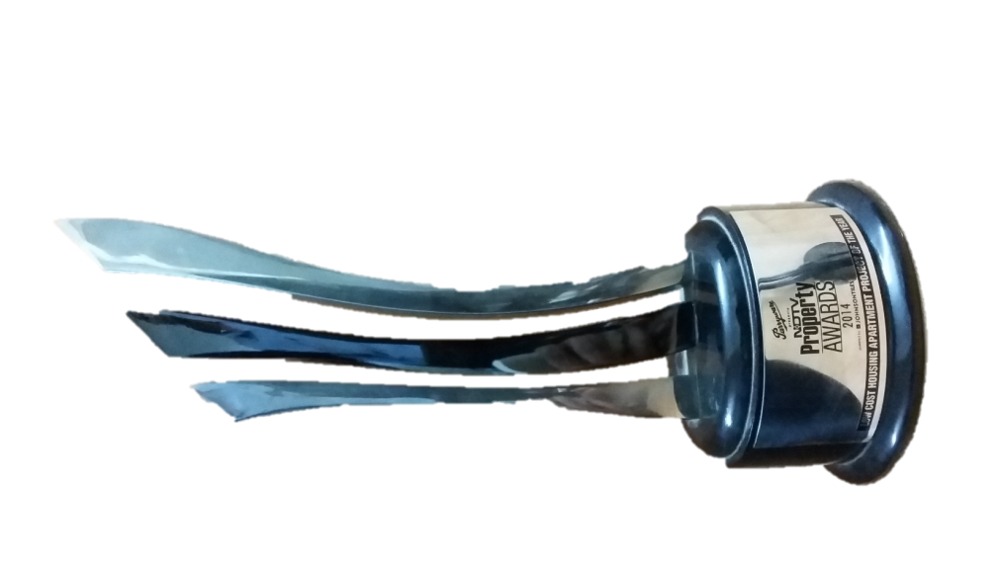 NDTV
Property
AWARDS
2014
LOW COST HOUSING APARTMENT PROJECT OF THE YEAR